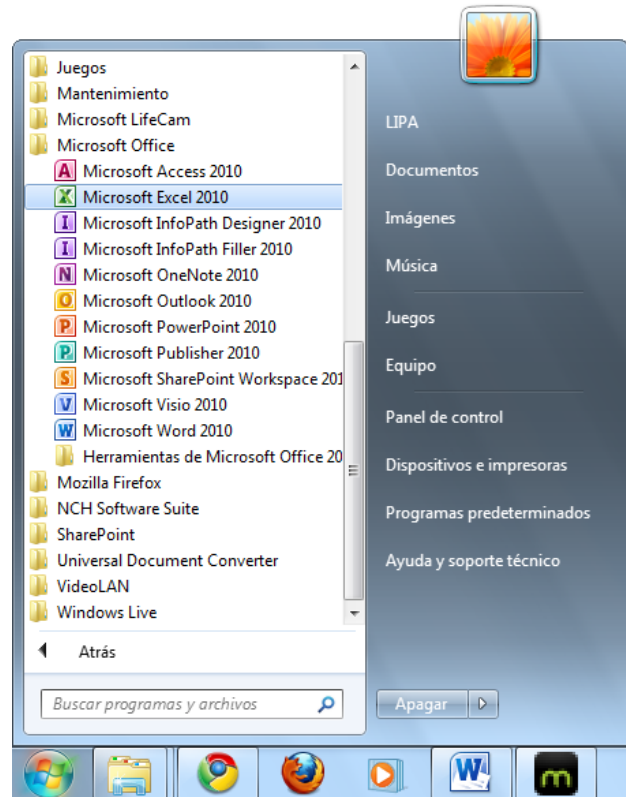 Juegos
Mantenimiento
Microsoft LifeCam
Microsoft Office
Microsoft Access 2010
Microsoft Excel 2010
Microsoft InfoPath Designer 2010
Microsoft InfoPath Filler 2010
Microsoft OneNote 2010
Microsoft Outlook 2010
Microsoft PowerPoint 2010
Microsoft Publisher 2010
Microsoft SharePoint Workspace 201
Microsoft Visio 2010
Microsoft Word 2010
Herramientas de Microsoft Office 20
Mozilla Firefox
NCH Software Suite
SharePoint
Universal Document Converter
VideoLAN
Windows Live
Atrás
Buscar programas y archivos
LIPA
Documentos
Imágenes
Música
Juegos
Equipo
Panel de control
Dispositivos e impresoras
Programas predeterminados
Ayuda y soporte técnico
Apagar